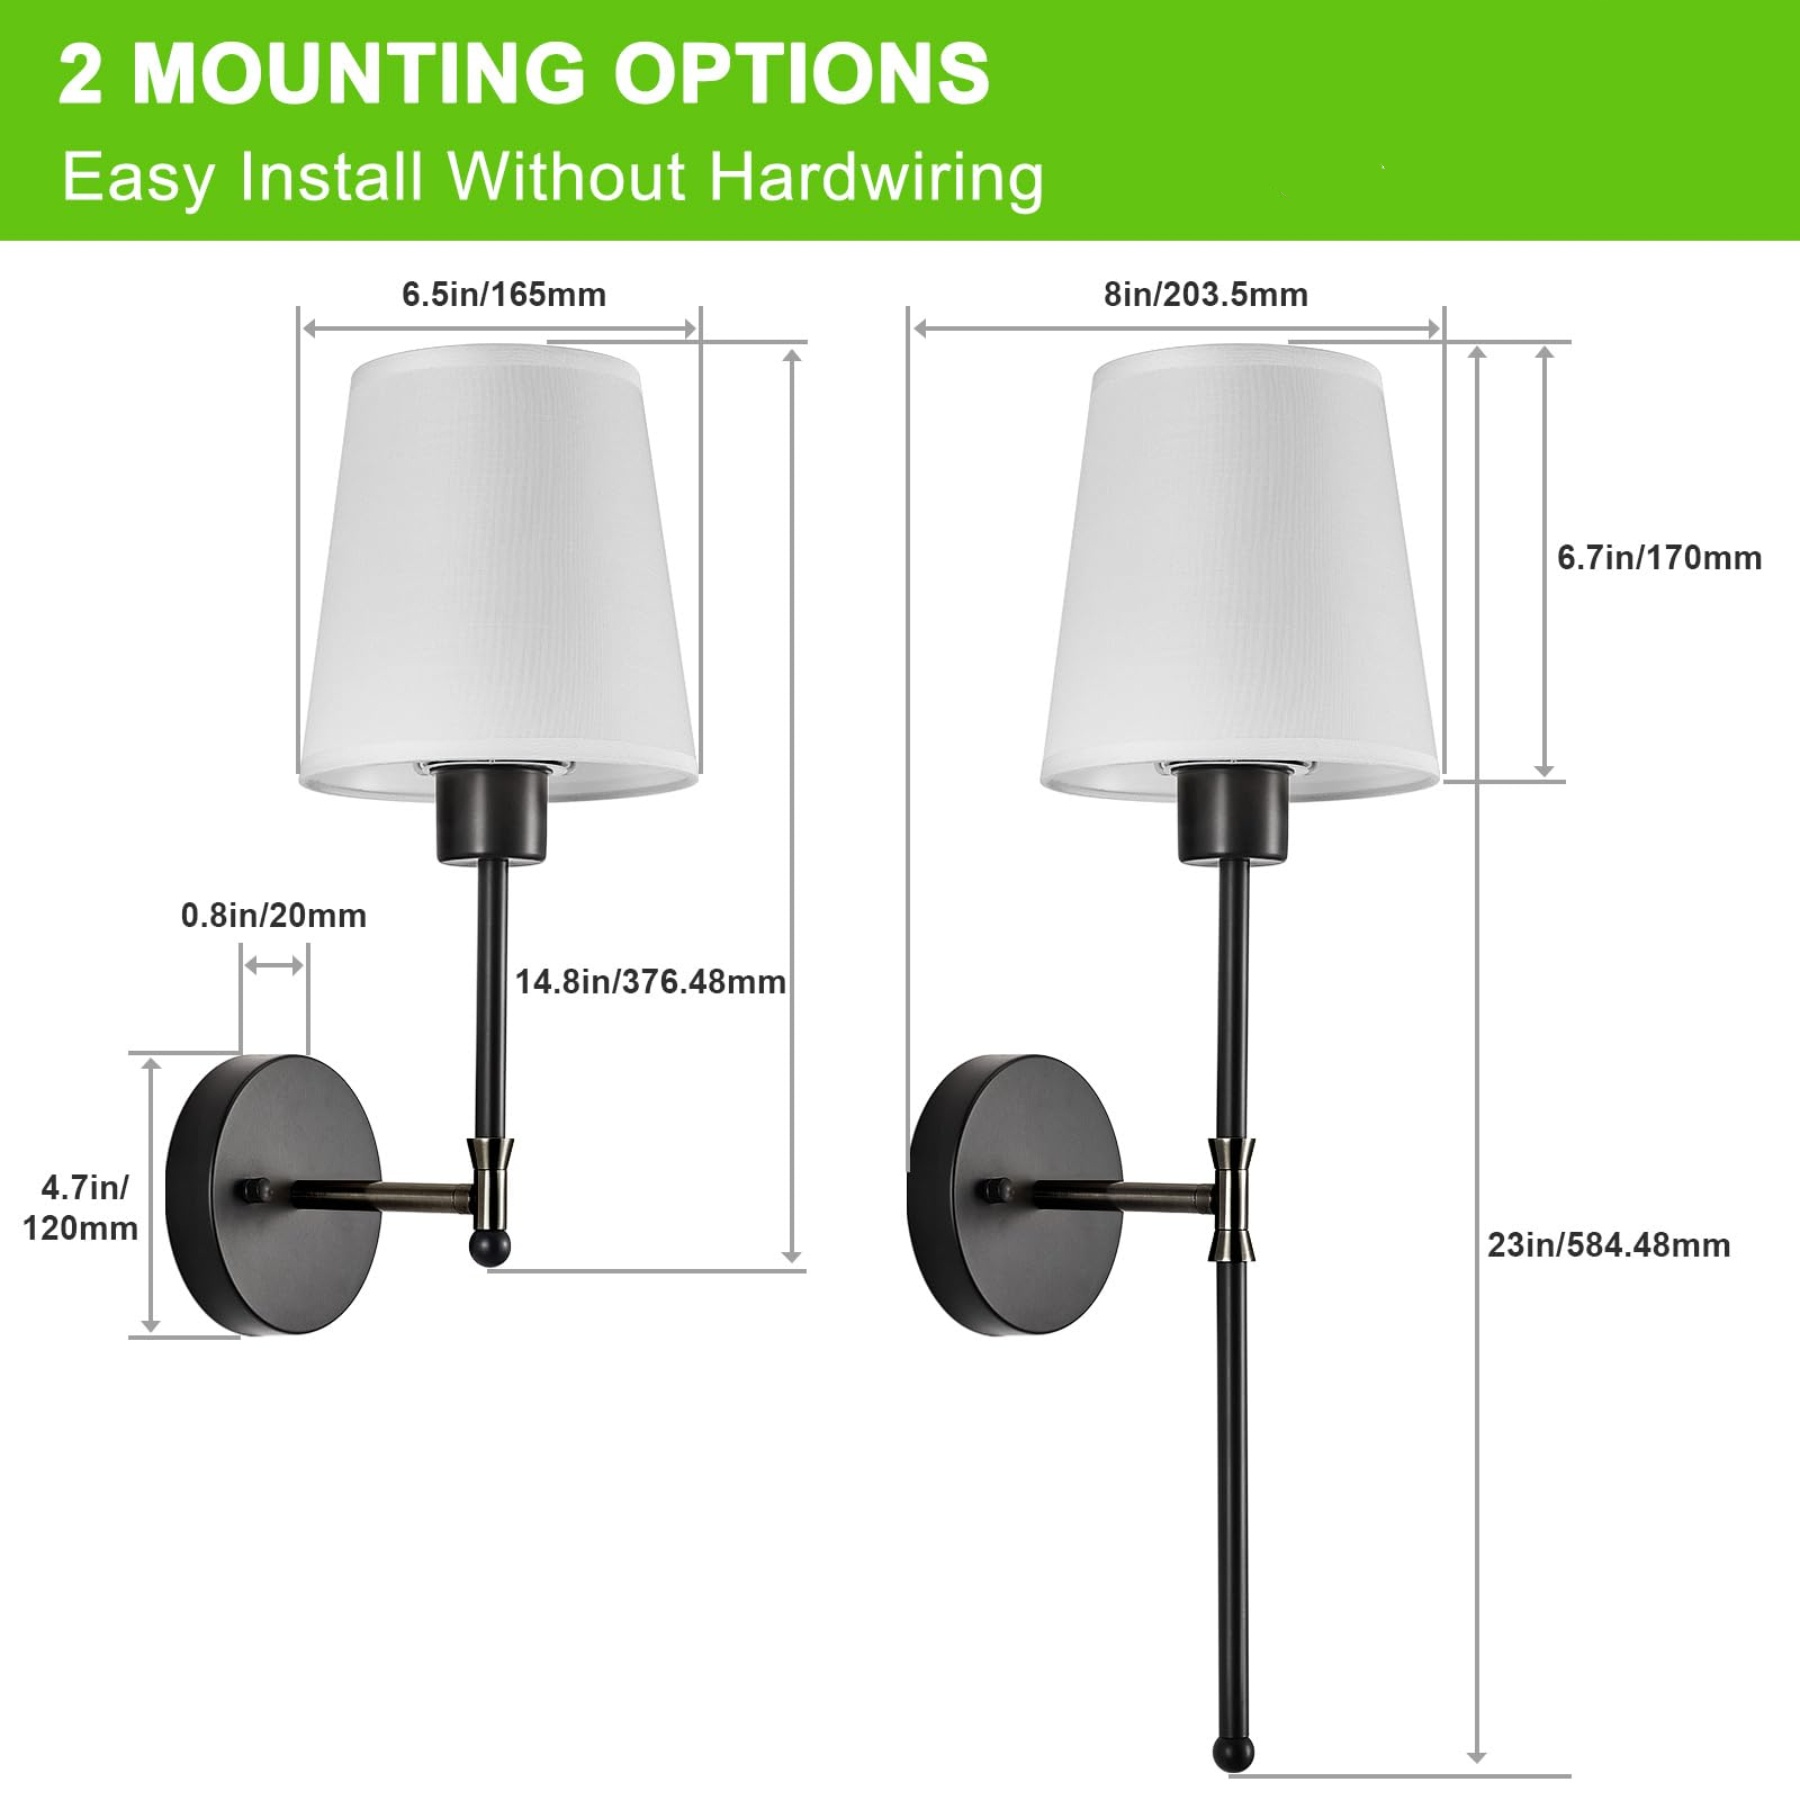 2 MOUNTING OPTIONS
Easy Install Without Hardwiring
6.5in/165mm
8in/203.5mm
6.7in/170mm
0.8in/20mm
14.8in/376.48mm
4.7in/
120mm
23in/584.48mm